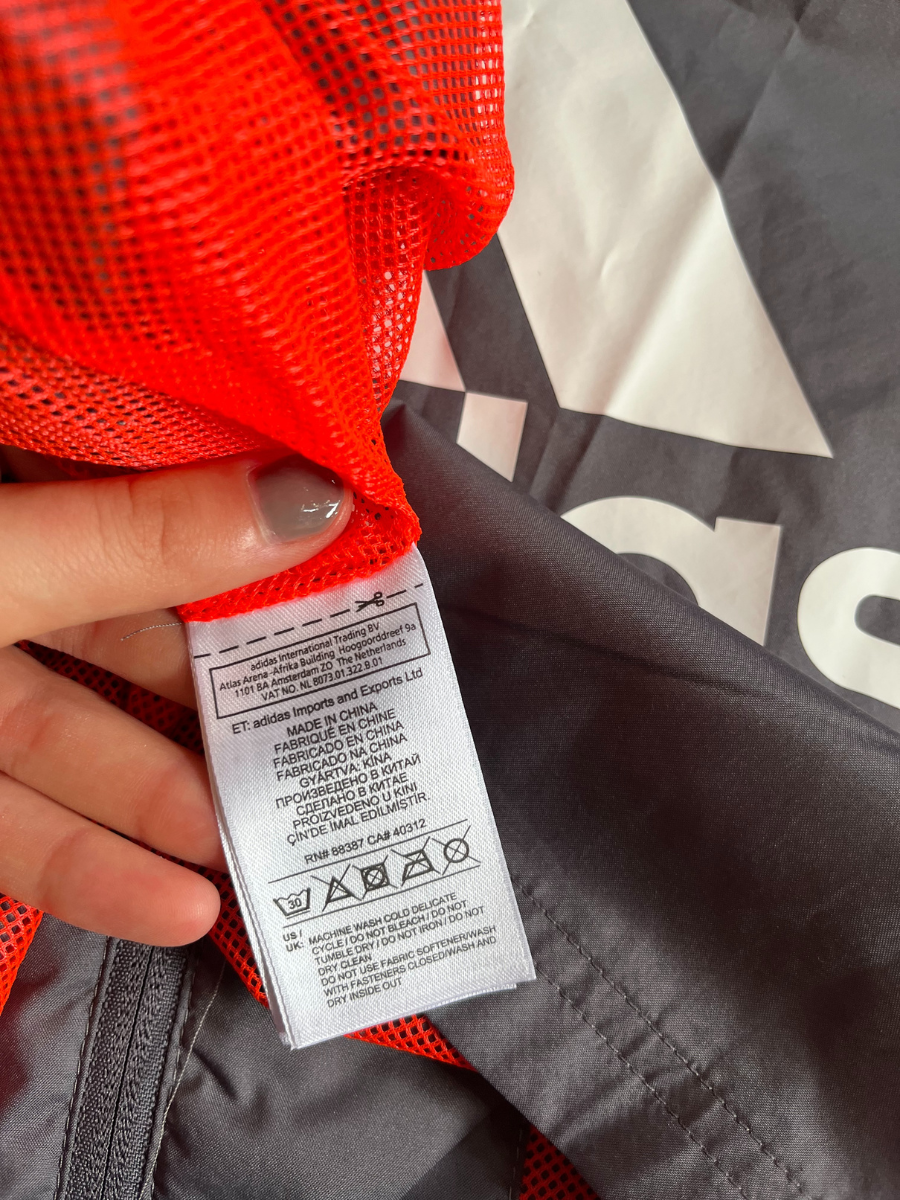 das
adidas International Trading BV
Atlas Arena -Afrika Building Hoogoorddreef 9a
1101 BA Amsterdam ZO The Netherlands
VAT NO. NL 8073.01.322.B.01
ET: adidas Imports and Exports Ltd
MADE IN CHINA
FABRIQUÉ EN CHINE
FABRICADO EN CHINA
FABRICADO NA CHINA
GYÁRTVA: KÍNA
ПРОИЗВЕДЕНО В КИТАЙ
СДЕЛАНО В КИТАЕ
PROIZVEDENO U KINI
ÇİN'DE İMAL EDİLMİŞTİR.
RN# 88387 CA# 40312
30
US / UK: MACHINE WASH COLD DELICATE
CYCLE / DO NOT BLEACH / DO NOT
TUMBLE DRY / DO NOT IRON / DO NOT
DRY CLEAN
DO NOT USE FABRIC SOFTENER/WASH
WITH FASTENERS CLOSED/WASH AND
DRY INSIDE OUT